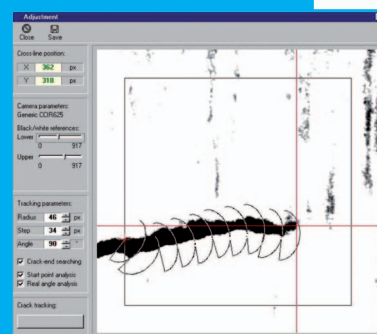 Adjustment
Close Save
Cross-line position:
X 362 px
Y 318 px
Camera parameters:
Generic CCIR625
Black/white references:
Lower
0 917
Upper
0 917
Tracking parameters:
Radius 46 px
Step 34 px
Angle 90 °
Crack-end searching
Start point analysis
Real angle analysis
Crack tracking: